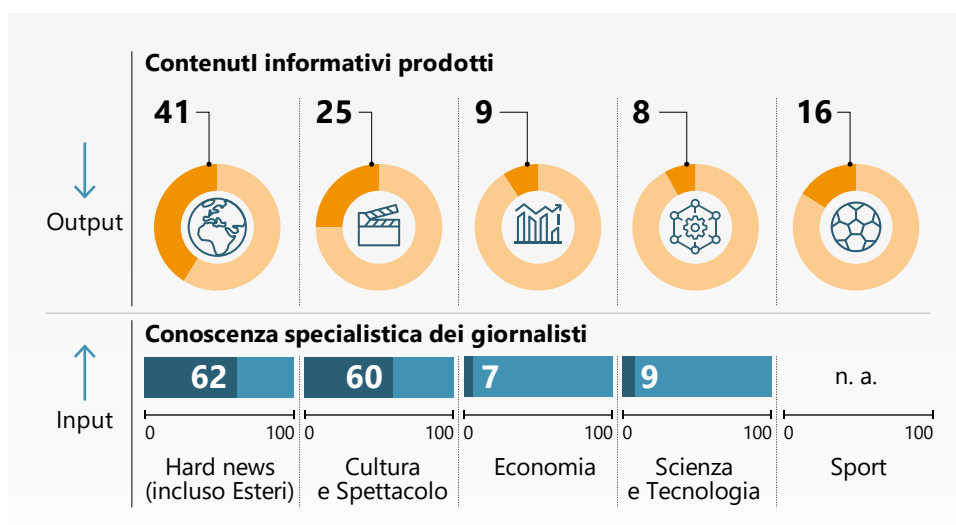 ContenutI informativi prodotti
41 25 9 8 16
Output
Conoscenza specialistica dei giornalisti
62 60 7 9 n. a.
Input
0 100 0 100 0 100 0 100 0 100
Hard news Cultura Economia Scienza Sport
(incluso Esteri) e Spettacolo e Tecnologia